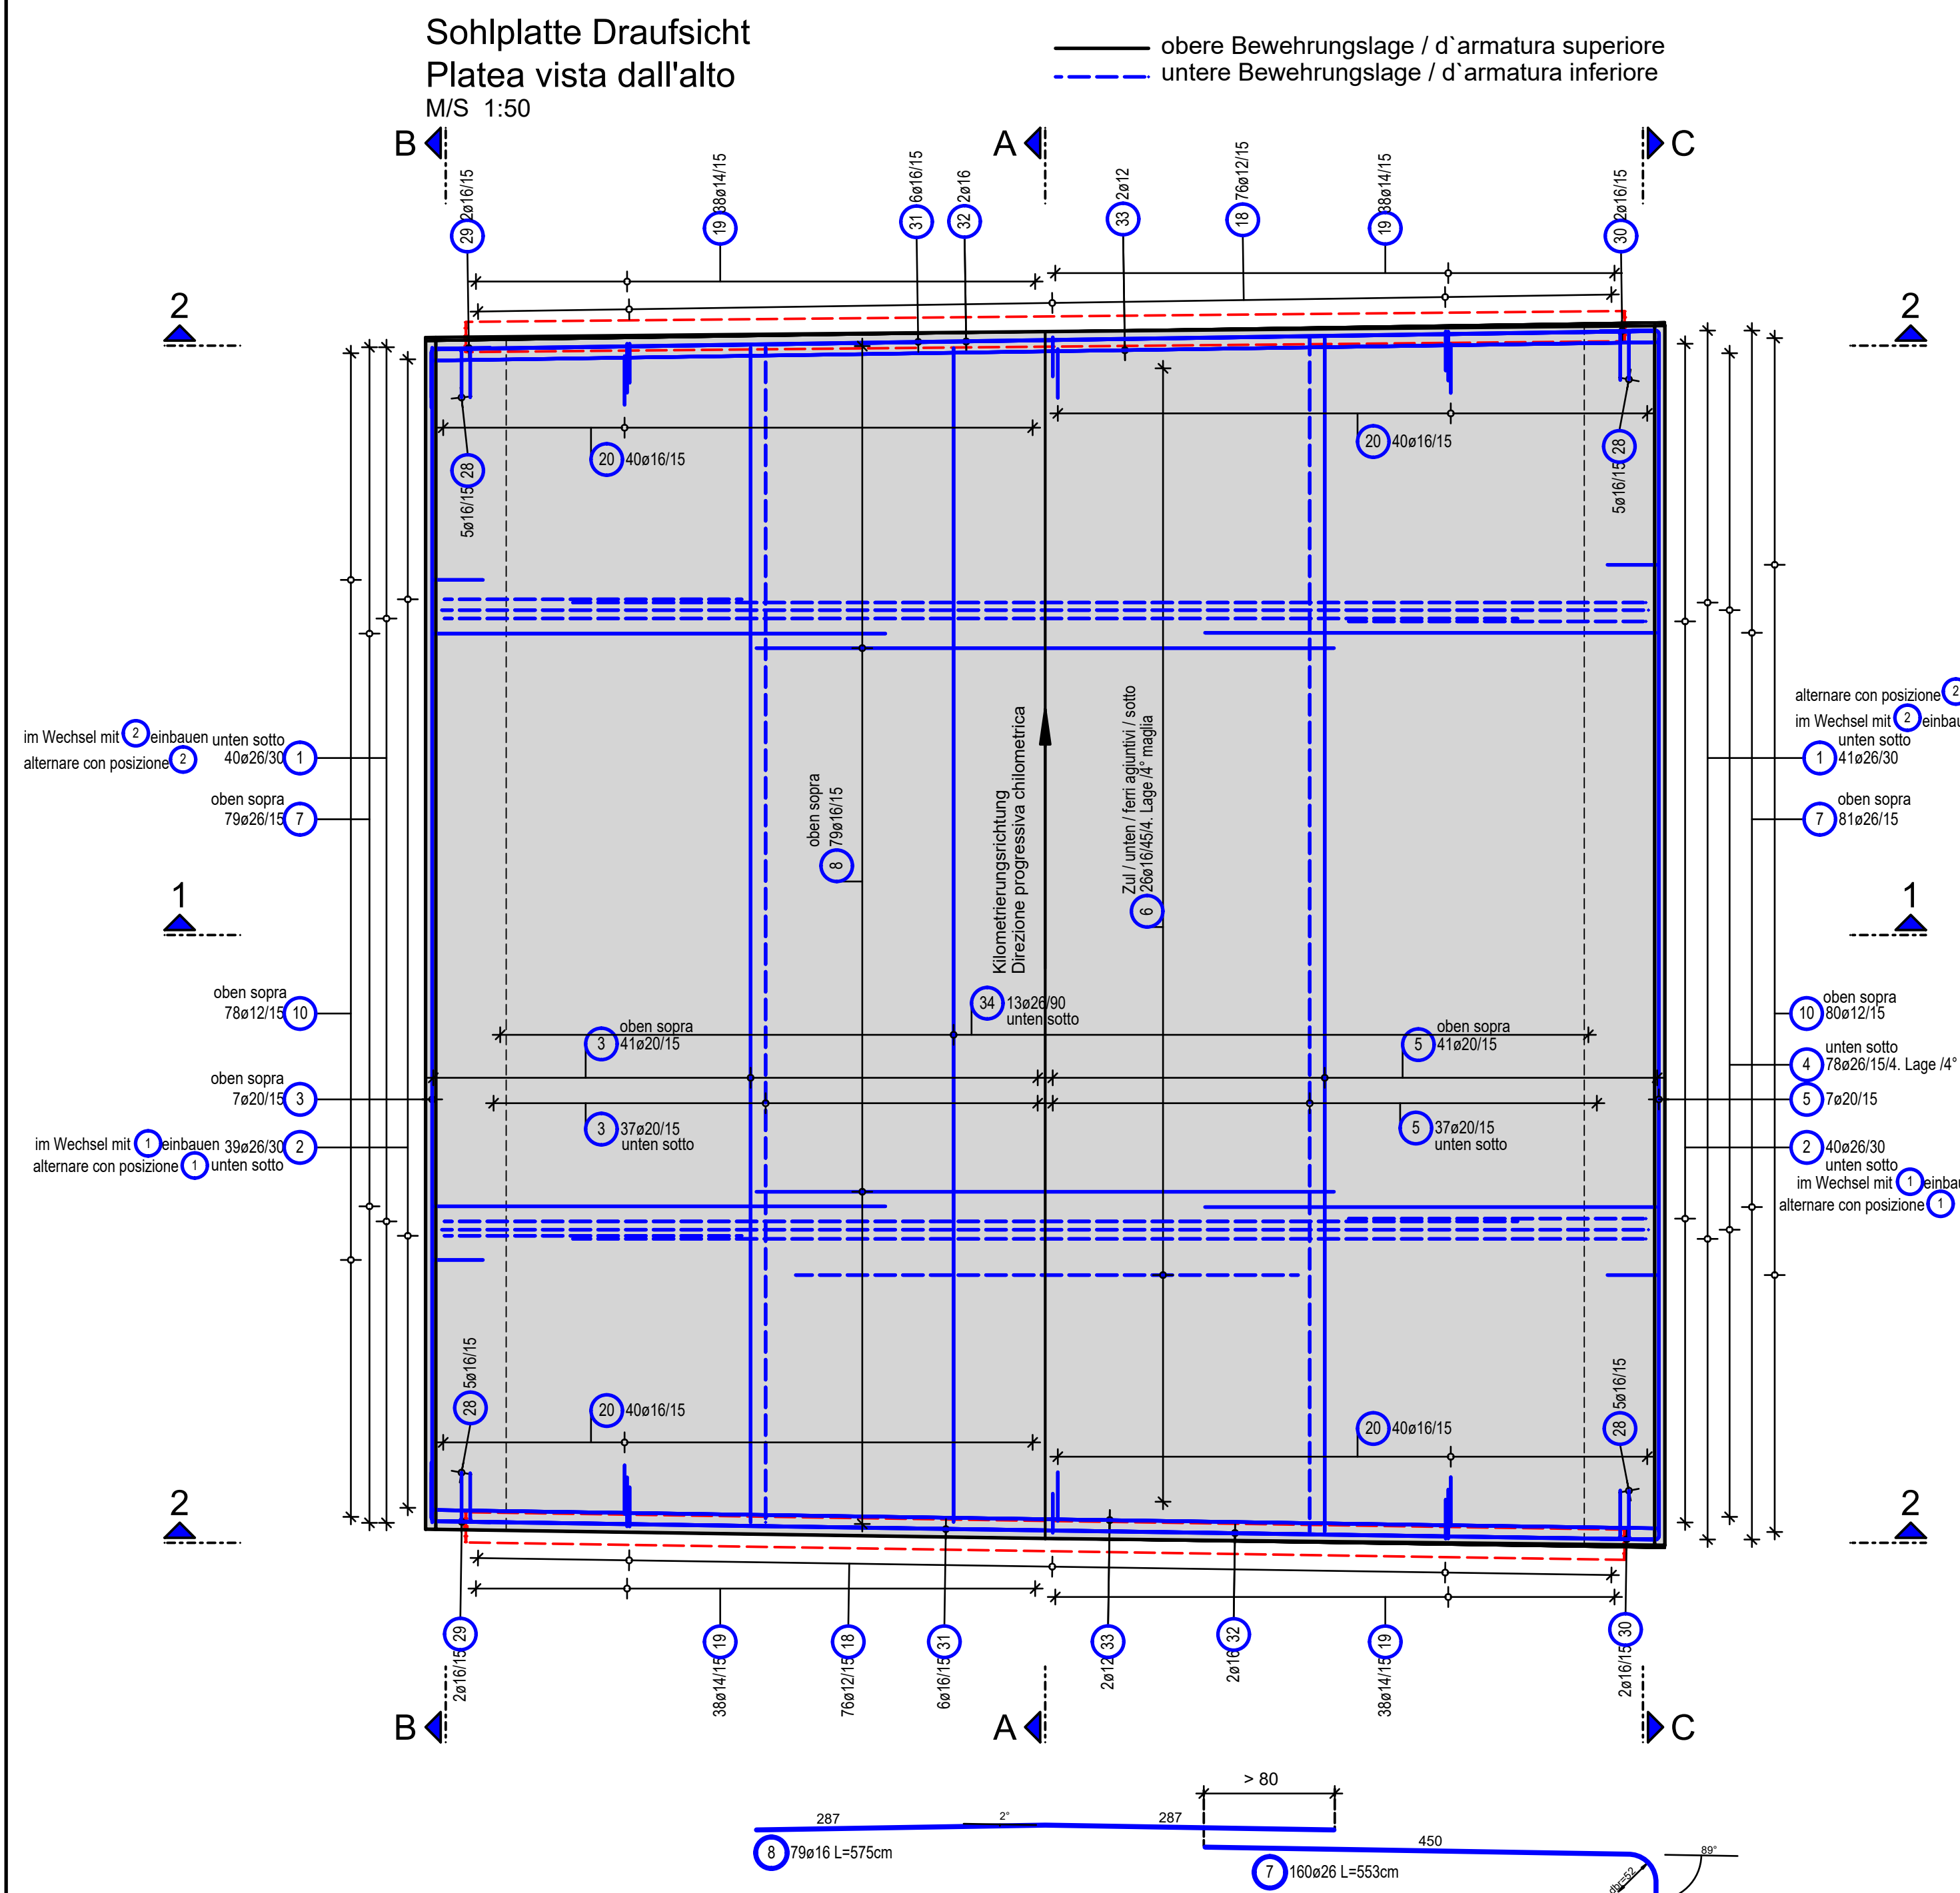 Sohlplatte Draufsicht
Platea vista dall'alto
M/S 1:50
obere Bewehrungslage / d`armatura superiore
untere Bewehrungslage / d`armatura inferiore
B
A
C
29 2ø16/15
19 38ø14/15
31 6ø16/15
32 2ø16
33 2ø12
18 76ø12/15
19 38ø14/15
30 2ø16/15
2
2
28 5ø16/15
20 40ø16/15
20 40ø16/15
28 5ø16/15
im Wechsel mit 2 einbauen
alternare con posizione 2
unten sotto
40ø26/30 1
oben sopra
79ø26/15 7
oben sopra
8 79ø16/15
Kilometrierungsrichtung
Direzione progressiva chilometrica
Zul / unten / ferri agiuntivi / sotto
6 26ø16/45/4. Lage /4° maglia
alternare con posizione 2
im Wechsel mit 2 einbau
unten sotto
1 41ø26/30
oben sopra
7 81ø26/15
1
1
oben sopra
78ø12/15 10
34 13ø26/90
unten sotto
oben sopra
3 41ø20/15
oben sopra
5 41ø20/15
oben sopra
10 80ø12/15
unten sotto
4 78ø26/15/4. Lage /4°
oben sopra
7ø20/15 3
5 7ø20/15
3 37ø20/15
unten sotto
5 37ø20/15
unten sotto
im Wechsel mit 1 einbauen 39ø26/30 2
alternare con posizione 1 unten sotto
2 40ø26/30
unten sotto
im Wechsel mit 1 einbau
alternare con posizione 1
28 5ø16/15
20 40ø16/15
20 40ø16/15
28 5ø16/15
2
2
2ø16/15 29
38ø14/15 19
76ø12/15 18
6ø16/15 31
2ø12 33
2ø16 32
38ø14/15 19
2ø16/15 30
B
A
C
> 80
287
2°
287
8 79ø16 L=575cm
450
7 160ø26 L=553cm
dbr=52
89°